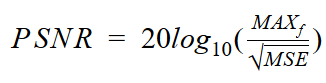 PSNR = 20log₁₀(MAX_f / √MSE)